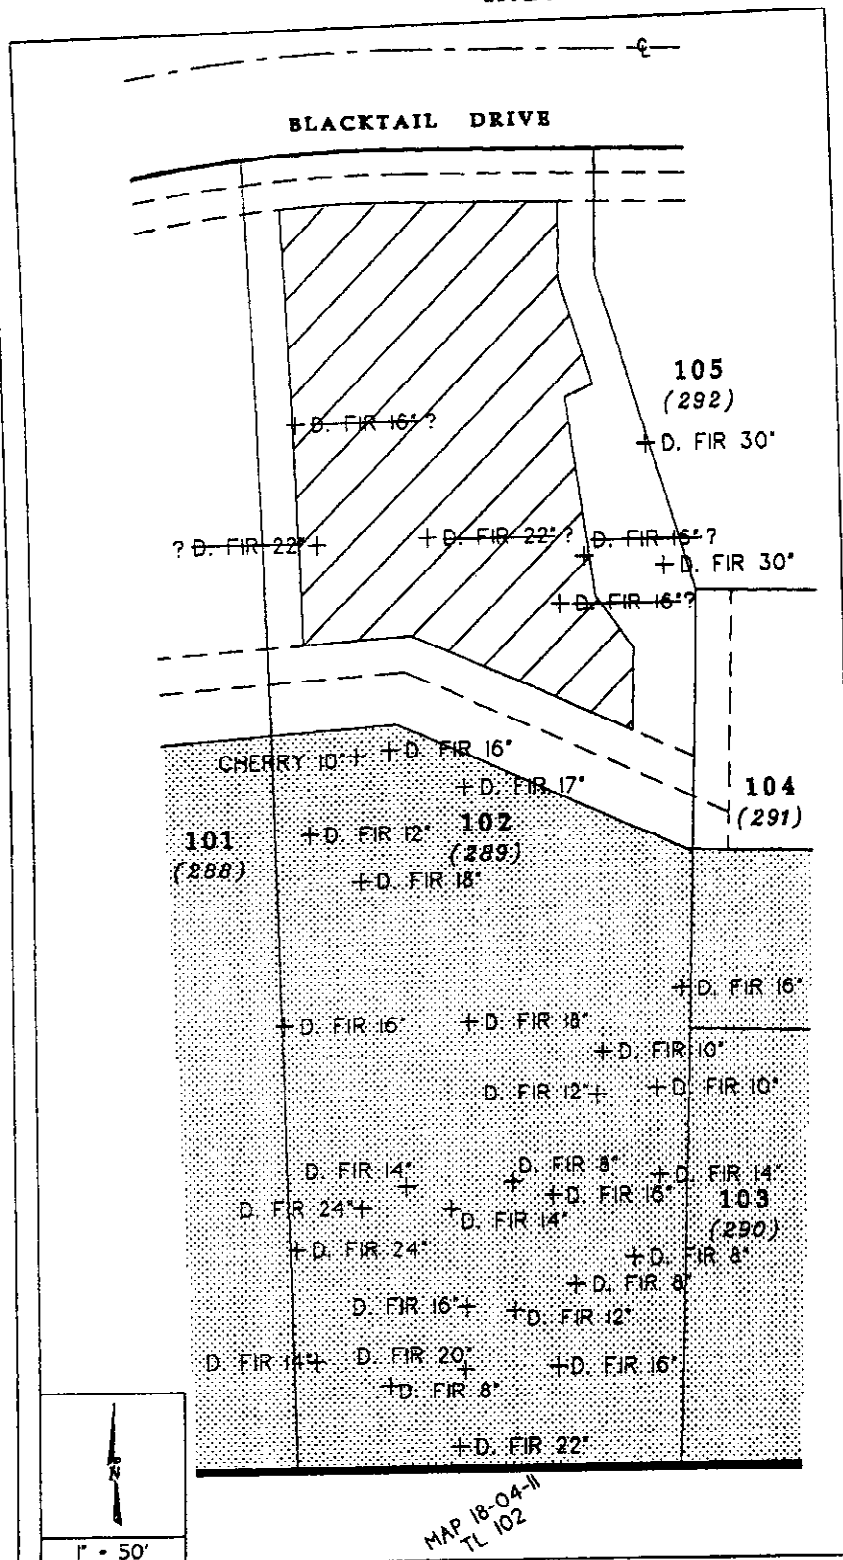 ℄
BLACKTAIL DRIVE
105
(292)
D. FIR 16" ?
D. FIR 30"
? D. FIR 22"
D. FIR 22" ?
D. FIR 16" ?
D. FIR 30"
D. FIR 16" ?
CHERRY 10"
D. FIR 16"
D. FIR 17"
104
(291)
101
(288)
D. FIR 12"
102
(289)
D. FIR 18"
D. FIR 16"
D. FIR 16"
D. FIR 18"
D. FIR 10"
D. FIR 12"
D. FIR 10"
D. FIR 14"
D. FIR 8"
D. FIR 14"
D. FIR 16"
103
(290)
D. FIR 24"
D. FIR 14"
D. FIR 24"
D. FIR 8"
D. FIR 8"
D. FIR 16"
D. FIR 12"
D. FIR 14"
D. FIR 20"
D. FIR 16"
D. FIR 8"
D. FIR 22"
N
1" = 50'
MAP 18-04-11
TL 102